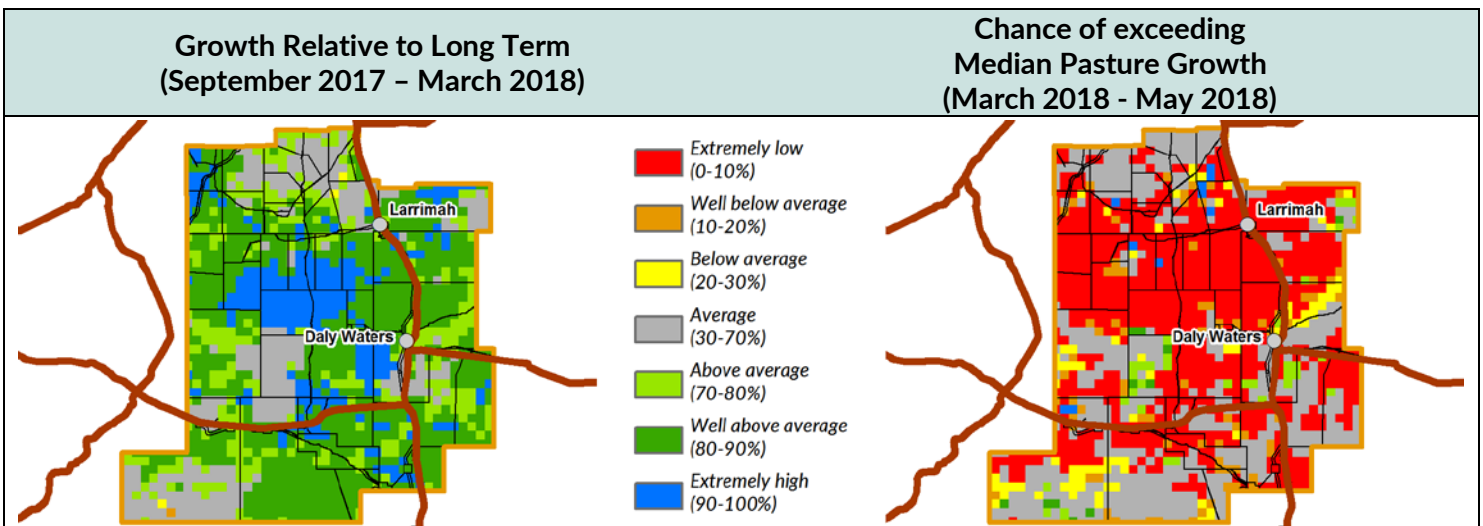 Growth Relative to Long Term
(September 2017 – March 2018)
Chance of exceeding
Median Pasture Growth
(March 2018 - May 2018)
Larrimah
Daly Waters
Extremely low
(0-10%)
Well below average
(10-20%)
Below average
(20-30%)
Average
(30-70%)
Above average
(70-80%)
Well above average
(80-90%)
Extremely high
(90-100%)
Larrimah
Daly Waters